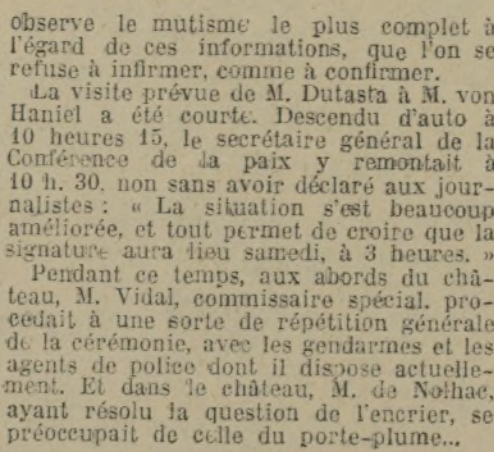 observe le mutisme le plus complet à
l'égard de ces informations, que l'on se
refuse à infirmer, comme à confirmer.
La visite prévue de M. Dutasta à M. von
Haniel a été courte. Descendu d'auto à
10 heures 15, le secrétaire général de la
Conférence de la paix y remontait à
10 h. 30. non sans avoir déclaré aux jour-
nalistes : « La situation s'est beaucoup
améliorée, et tout permet de croire que la
signature aura lieu samedi, à 3 heures. »
Pendant ce temps, aux abords du châ-
teau, M. Vidal, commissaire spécial. pro-
cédait à une sorte de répétition générale
de la cérémonie, avec les gendarmes et les
agents de police dont il dispose actuelle-
ment. Et dans le château, M. de Nolhac,
ayant résolu la question de l'encrier, se
préoccupait de celle du porte-plume...